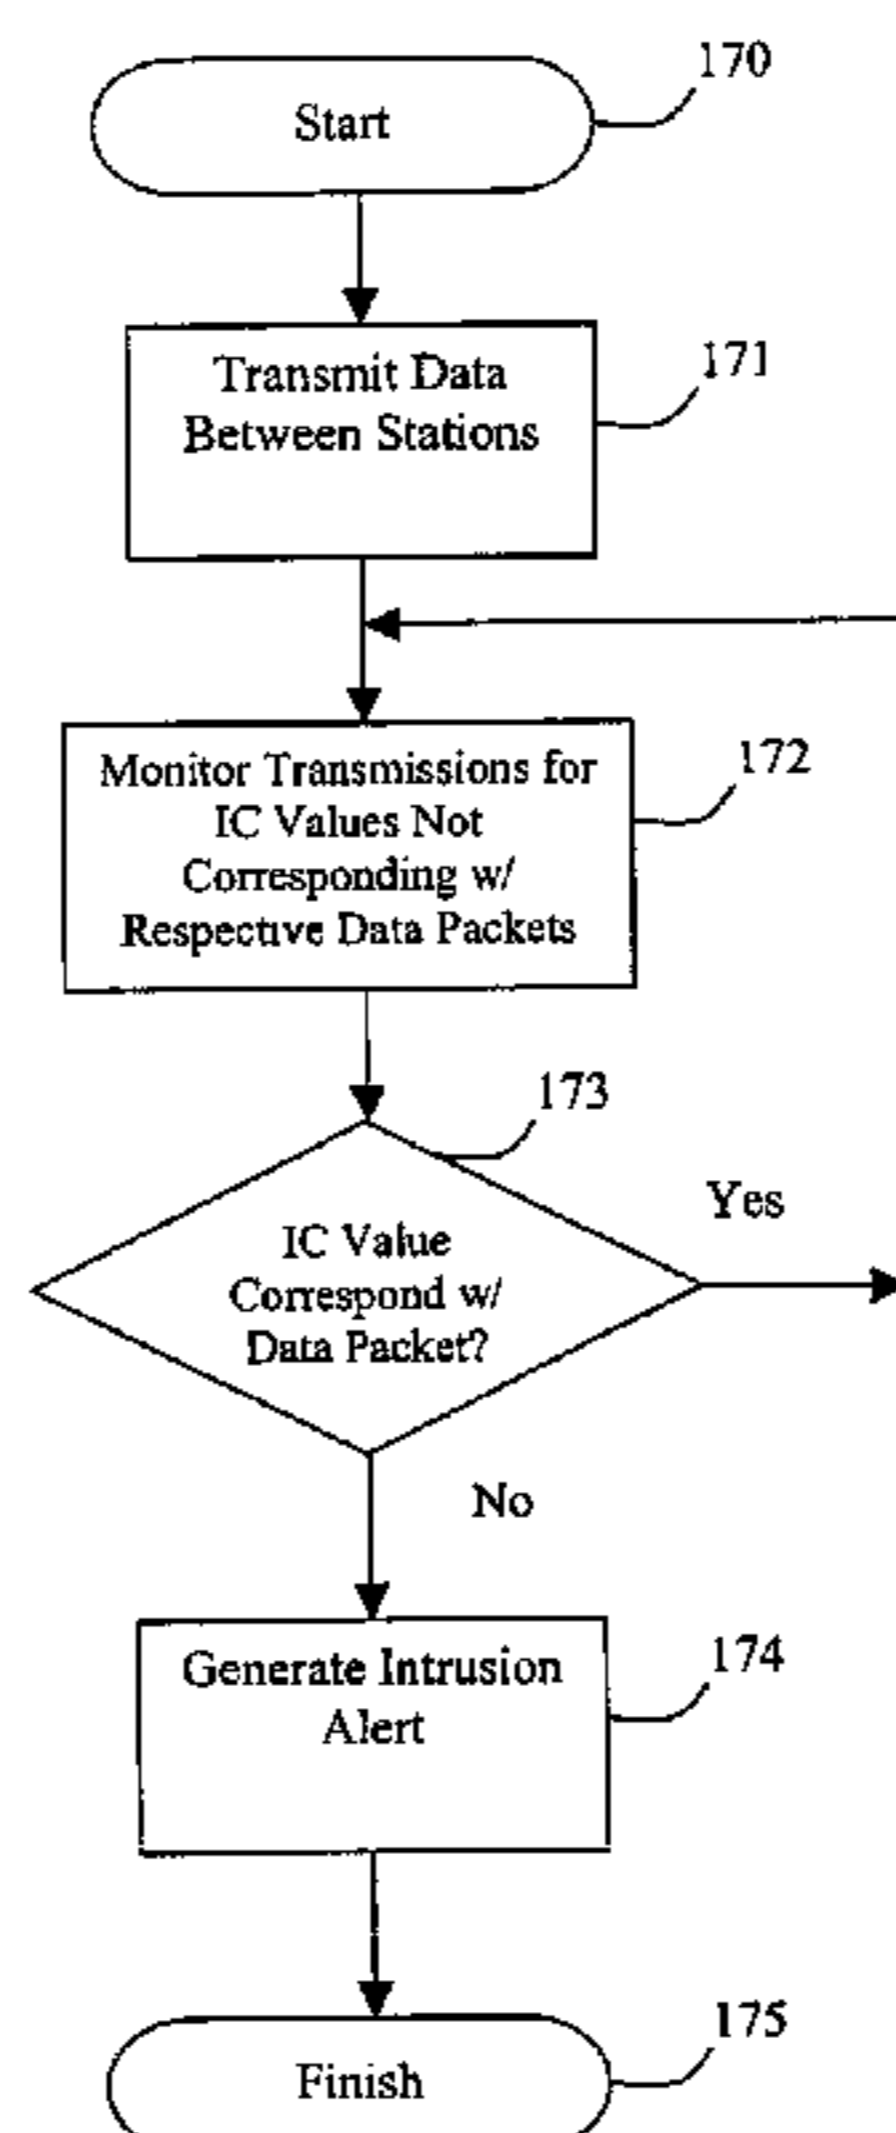 170
Start
171
Transmit Data
Between Stations
172
Monitor Transmissions for
IC Values Not
Corresponding w/
Respective Data Packets
173
Yes
IC Value
Correspond w/
Data Packet?
No
174
Generate Intrusion
Alert
175
Finish